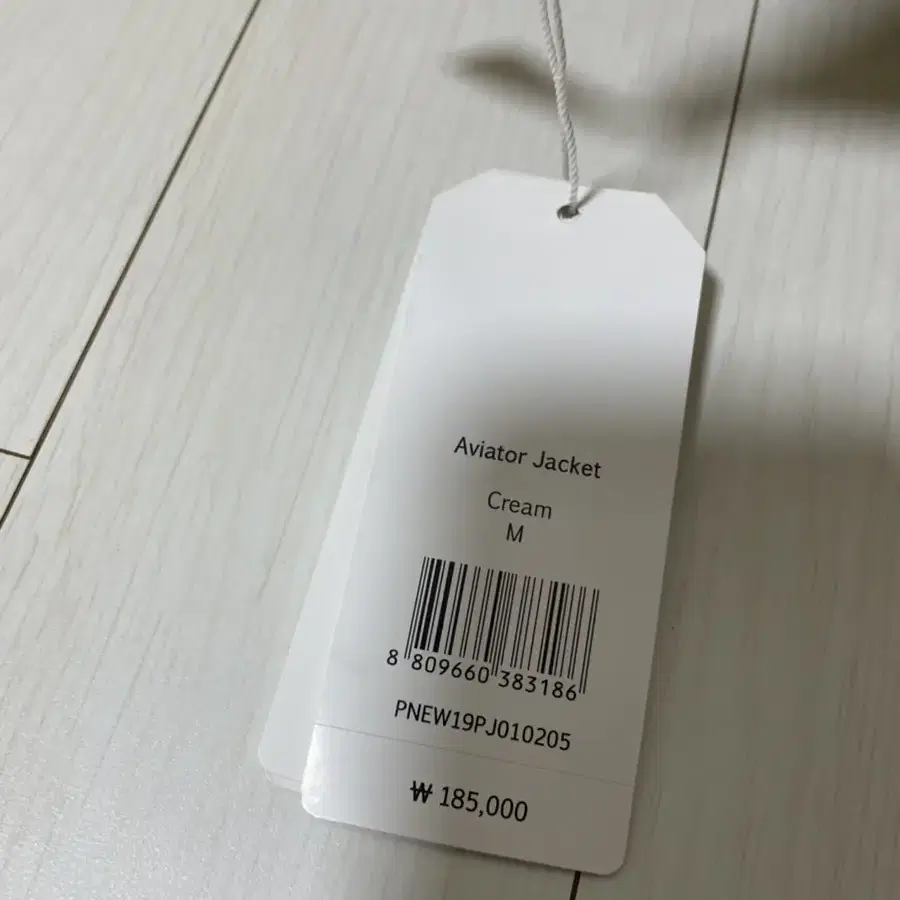 Aviator Jacket
Cream
M
8 809660 383186
PNEW19PJ010205
₩ 185,000